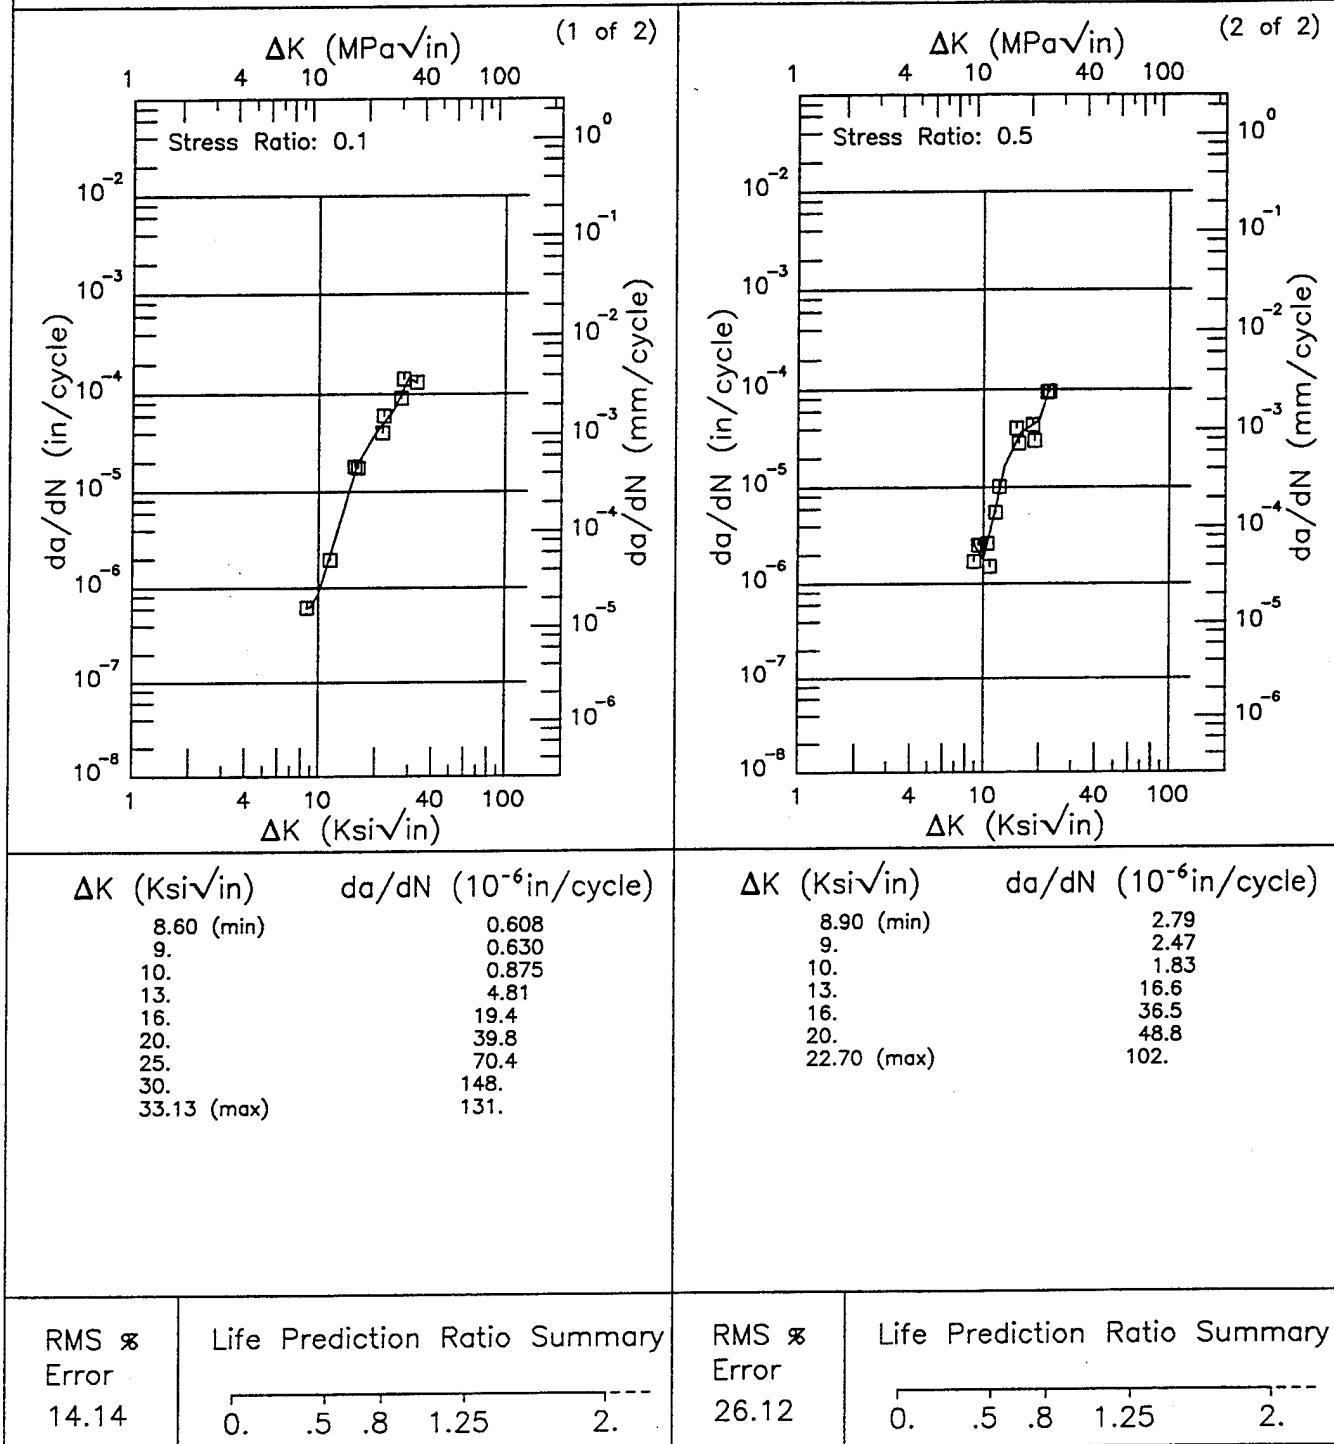 (1 of 2)
ΔK (MPa√in)
1 4 10 40 100
Stress Ratio: 0.1
10⁰
10⁻¹
10⁻²
10⁻³
10⁻⁴
10⁻⁵
10⁻⁶
da/dN (mm/cycle)
10⁻²
10⁻³
10⁻⁴
10⁻⁵
10⁻⁶
10⁻⁷
10⁻⁸
da/dN (in/cycle)
1 4 10 40 100
ΔK (Ksi√in)
ΔK (Ksi√in) da/dN (10⁻⁶in/cycle)
8.60 (min) 0.608
9. 0.630
10. 0.875
13. 4.81
16. 19.4
20. 39.8
25. 70.4
30. 148.
33.13 (max) 131.
RMS % Error
14.14
Life Prediction Ratio Summary
0. .5 .8 1.25 2.
(2 of 2)
ΔK (MPa√in)
1 4 10 40 100
Stress Ratio: 0.5
10⁰
10⁻¹
10⁻²
10⁻³
10⁻⁴
10⁻⁵
10⁻⁶
da/dN (mm/cycle)
10⁻²
10⁻³
10⁻⁴
10⁻⁵
10⁻⁶
10⁻⁷
10⁻⁸
da/dN (in/cycle)
1 4 10 40 100
ΔK (Ksi√in)
ΔK (Ksi√in) da/dN (10⁻⁶in/cycle)
8.90 (min) 2.79
9. 2.47
10. 1.83
13. 16.6
16. 36.5
20. 48.8
22.70 (max) 102.
RMS % Error
26.12
Life Prediction Ratio Summary
0. .5 .8 1.25 2.